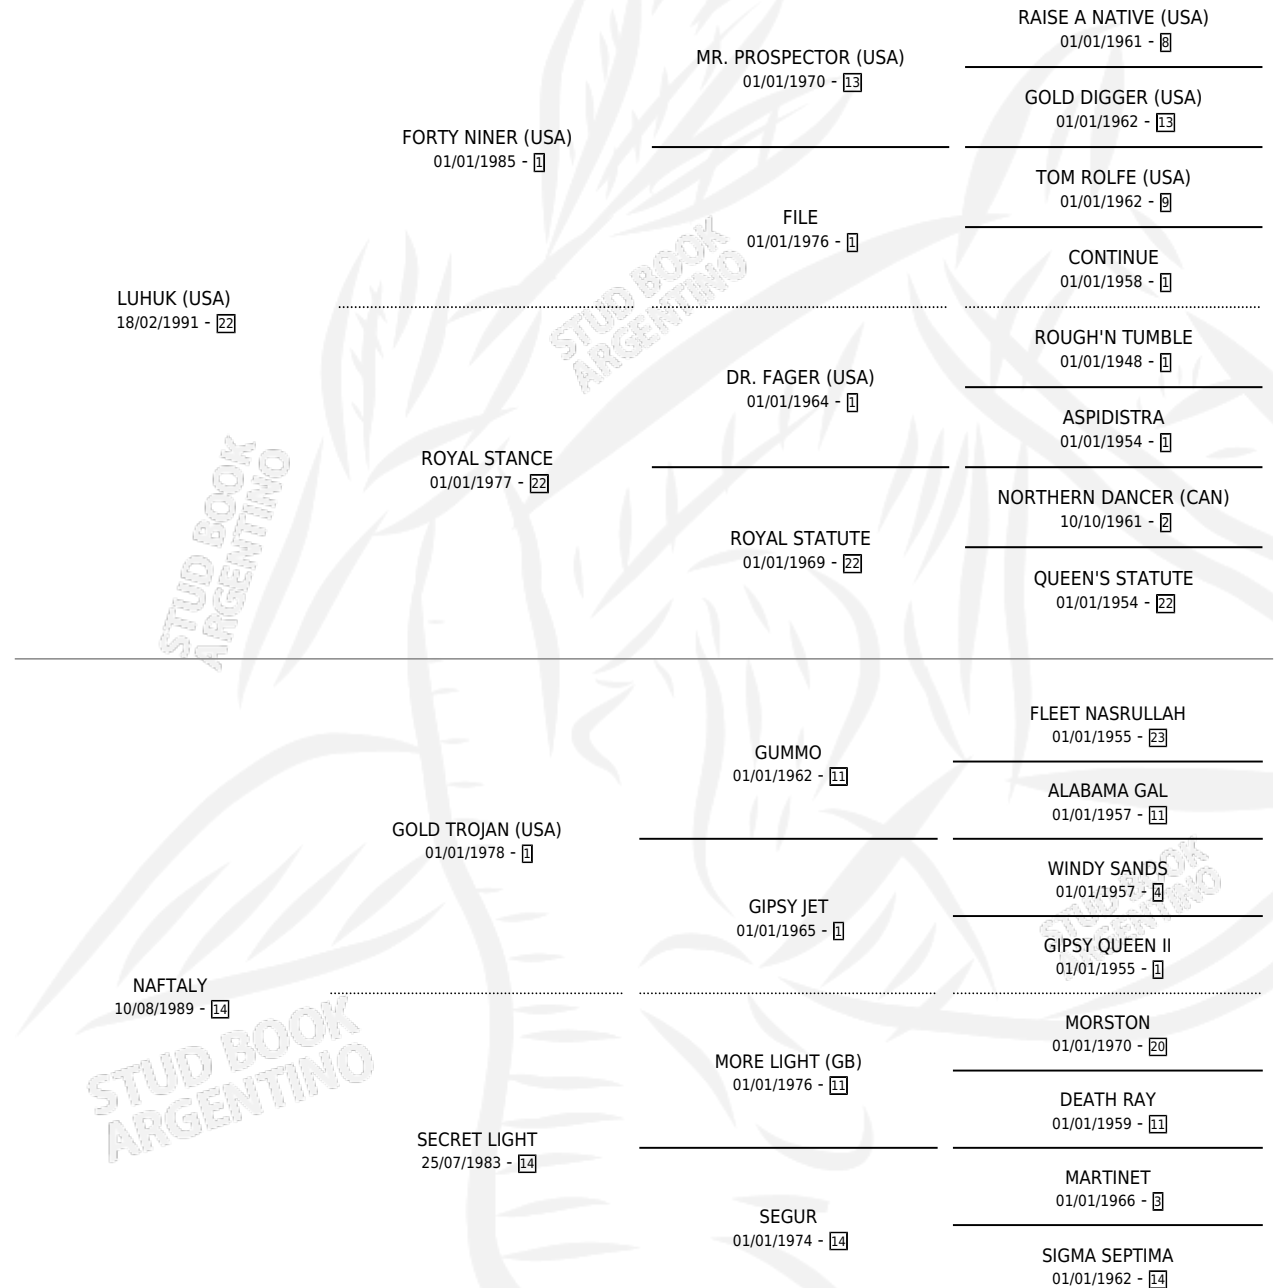 RAISE A NATIVE (USA)
01/01/1961 - 8
MR. PROSPECTOR (USA)
01/01/1970 - 13
GOLD DIGGER (USA)
01/01/1962 - 13
FORTY NINER (USA)
01/01/1985 - 1
TOM ROLFE (USA)
01/01/1962 - 9
FILE
01/01/1976 - 1
CONTINUE
01/01/1958 - 1
LUHUK (USA)
18/02/1991 - 22
ROUGH'N TUMBLE
01/01/1948 - 1
DR. FAGER (USA)
01/01/1964 - 1
ASPIDISTRA
01/01/1954 - 1
ROYAL STANCE
01/01/1977 - 22
NORTHERN DANCER (CAN)
10/10/1961 - 2
ROYAL STATUTE
01/01/1969 - 22
QUEEN'S STATUTE
01/01/1954 - 22
FLEET NASRULLAH
01/01/1955 - 23
GUMMO
01/01/1962 - 11
ALABAMA GAL
01/01/1957 - 11
GOLD TROJAN (USA)
01/01/1978 - 1
WINDY SANDS
01/01/1957 - 4
GIPSY JET
01/01/1965 - 1
GIPSY QUEEN II
01/01/1955 - 1
NAFTALY
10/08/1989 - 14
MORSTON
01/01/1970 - 20
MORE LIGHT (GB)
01/01/1976 - 11
DEATH RAY
01/01/1959 - 11
SECRET LIGHT
25/07/1983 - 14
MARTINET
01/01/1966 - 3
SEGUR
01/01/1974 - 14
SIGMA SEPTIMA
01/01/1962 - 14
STUD BOOK
ARGENTINO
STUD BOOK
ARGENTINO
STUD BOOK
ARGENTINO
STUD BOOK
ARGENTINO